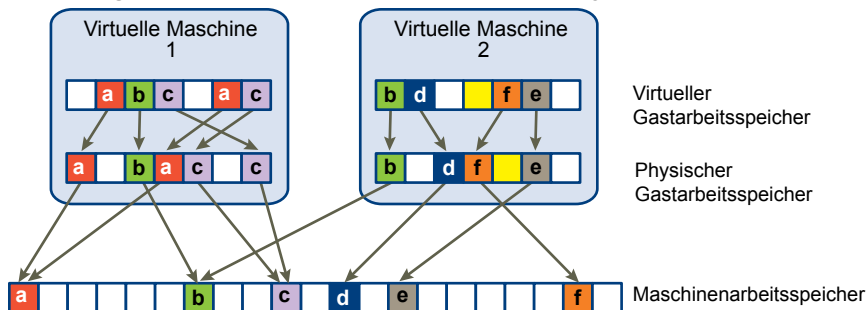 Virtuelle Maschine
1
Virtuelle Maschine
2
a b c a c
b d f e
Virtueller
Gastarbeitsspeicher
a b a c c
b d f e
Physischer
Gastarbeitsspeicher
a b c d e f
Maschinenarbeitsspeicher